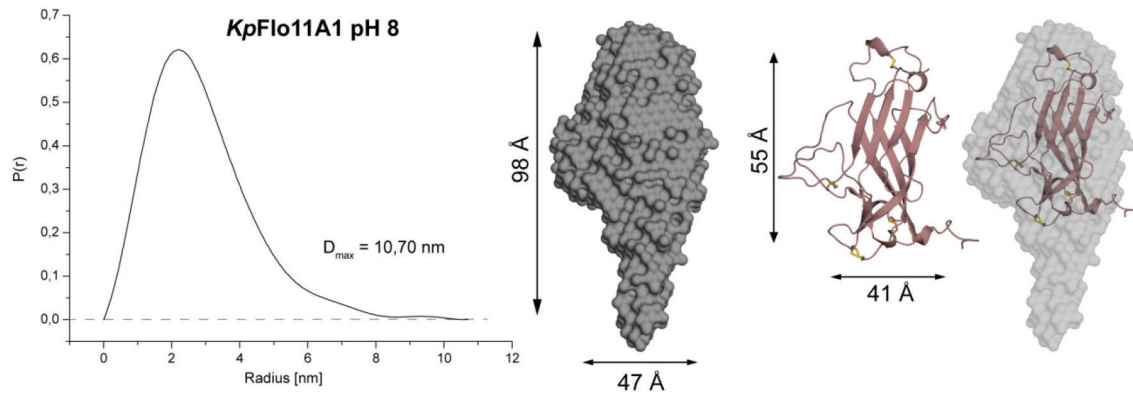 KpFlo11A1 pH 8
0,7
0,6
0,5
0,4
0,3
0,2
0,1
0,0
P(r)
D_max = 10,70 nm
0 2 4 6 8 10 12
Radius [nm]
98 Å
47 Å
55 Å
41 Å